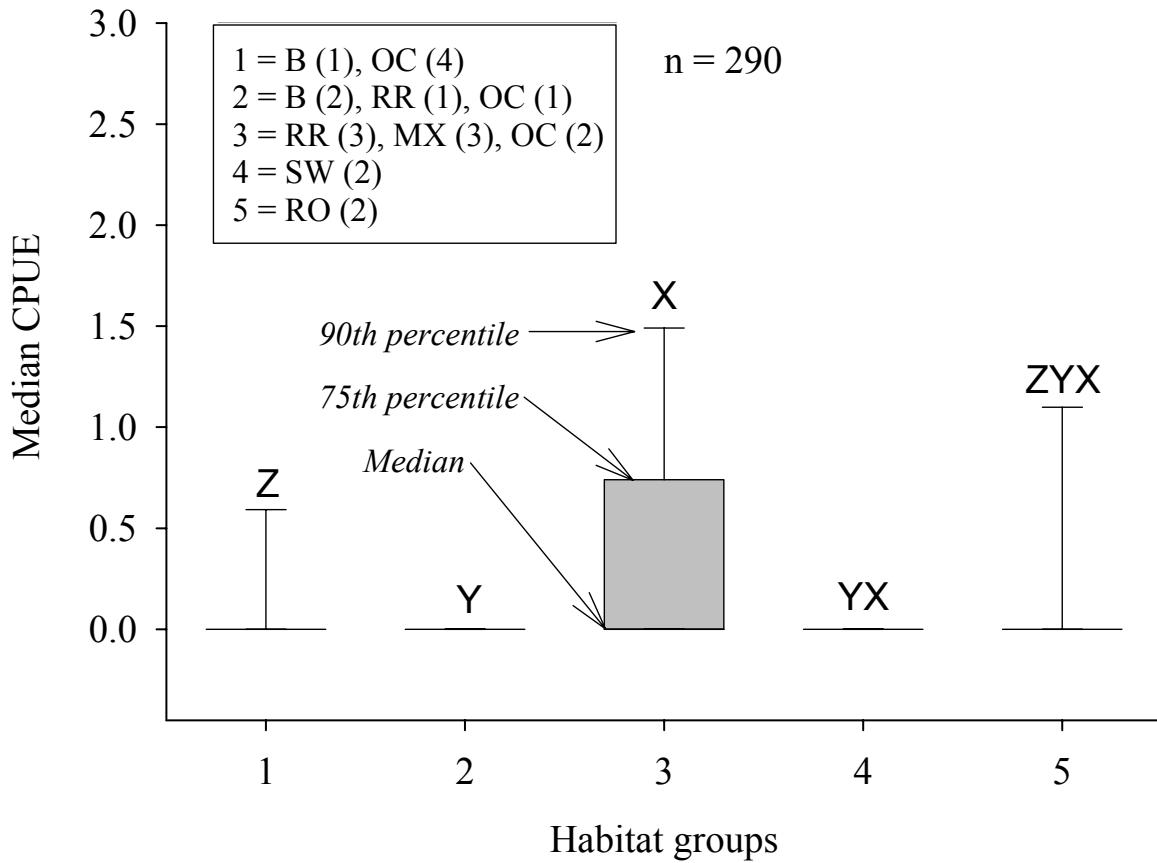 3.0
2.5
2.0
1.5
1.0
0.5
0.0
Median CPUE
1 = B (1), OC (4)
2 = B (2), RR (1), OC (1)
3 = RR (3), MX (3), OC (2)
4 = SW (2)
5 = RO (2)
n = 290
90th percentile
75th percentile
Median
Z
Y
X
YX
ZYX
1 2 3 4 5
Habitat groups